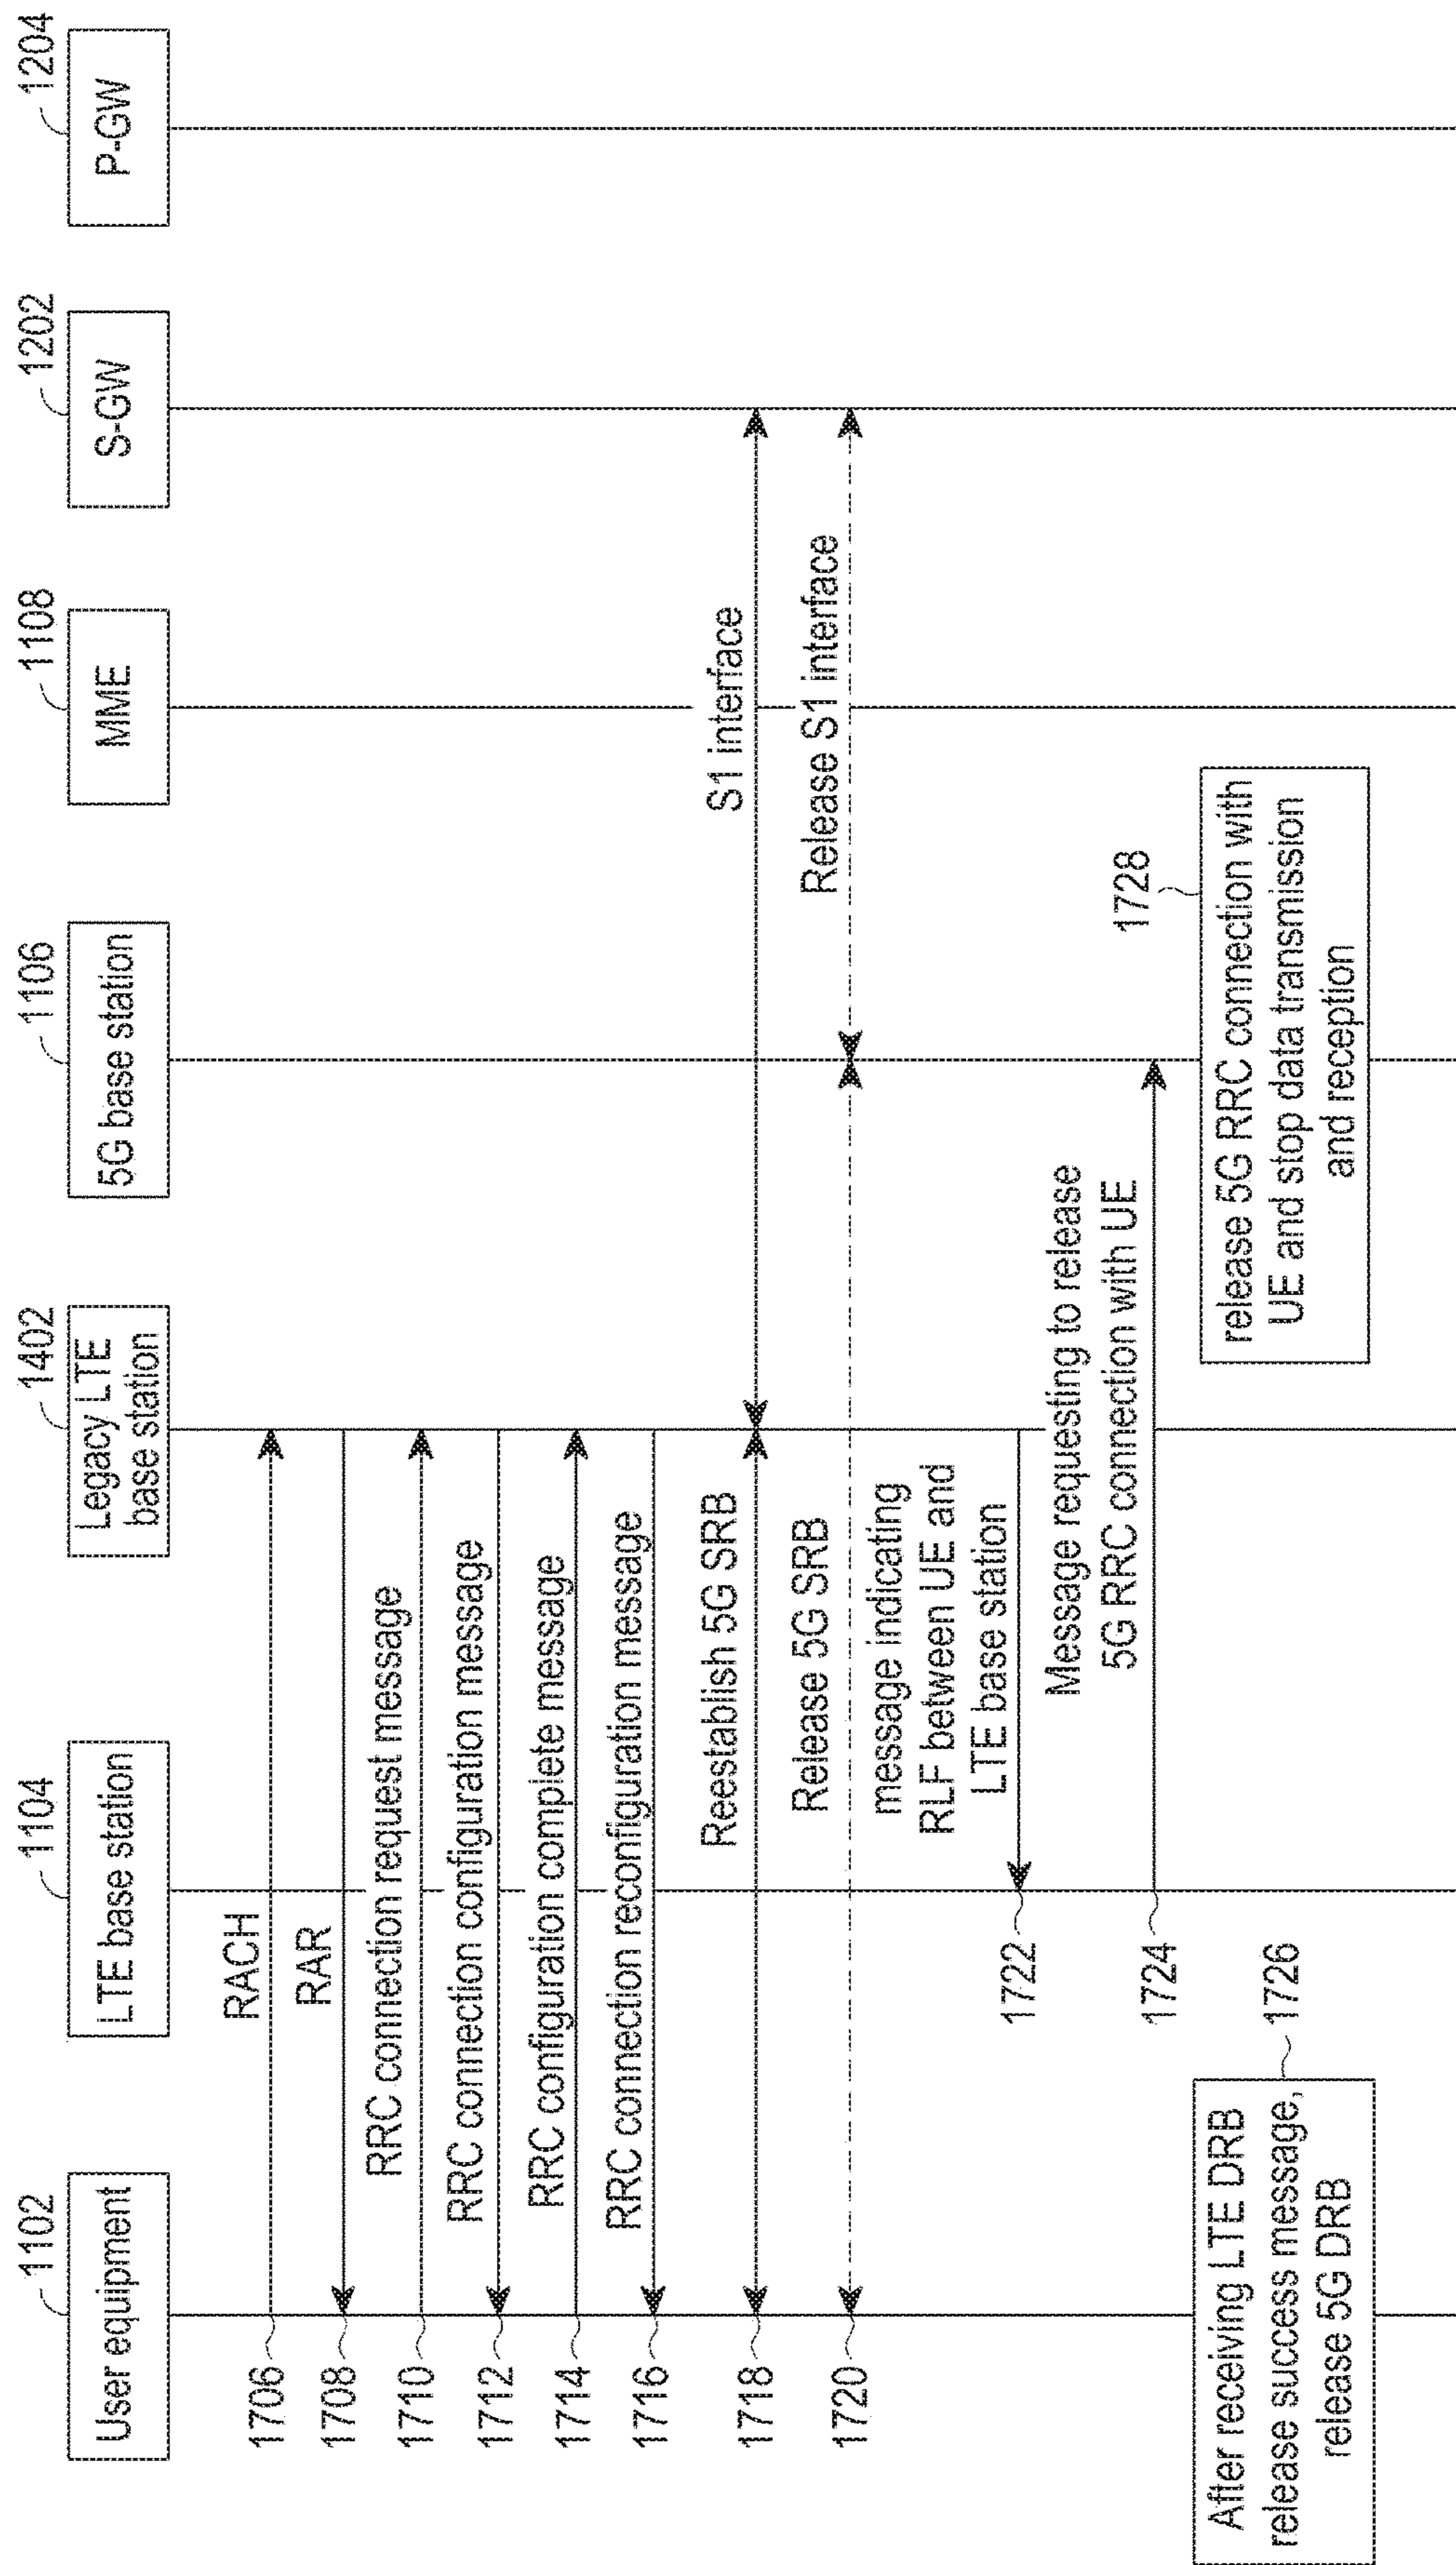 1102
User equipment
1104
LTE base station
1402
Legacy LTE
base station
1106
5G base station
1108
MME
1202
S-GW
1204
P-GW
1706
RACH
1708
RAR
1710
RRC connection request message
1712
RRC connection configuration message
1714
RRC configuration complete message
1716
RRC connection reconfiguration message
1718
Reestablish 5G SRB
S1 interface
1720
Release 5G SRB
Release S1 interface
message indicating
RLF between UE and
LTE base station
1722
Message requesting to release
5G RRC connection with UE
1724
1726
After receiving LTE DRB
release success message,
release 5G DRB
1728
release 5G RRC connection with
UE and stop data transmission
and reception